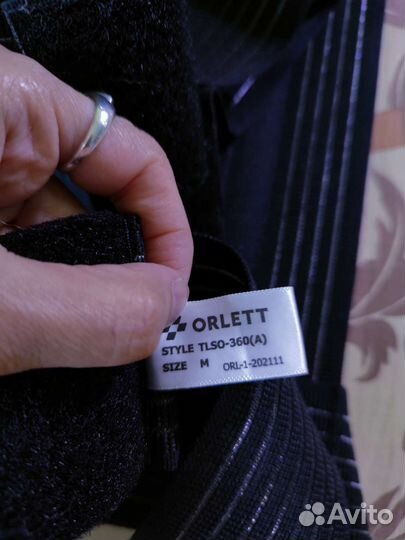 ORLETT
STYLE TLSO-360(A)
SIZE M ORL-1-202111
Avito